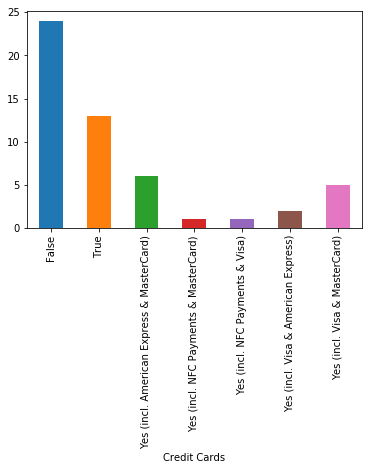 25
20
15
10
5
0
False
True
Yes (incl. American Express & MasterCard)
Yes (incl. NFC Payments & MasterCard)
Yes (incl. NFC Payments & Visa)
Yes (incl. Visa & American Express)
Yes (incl. Visa & MasterCard)
Credit Cards